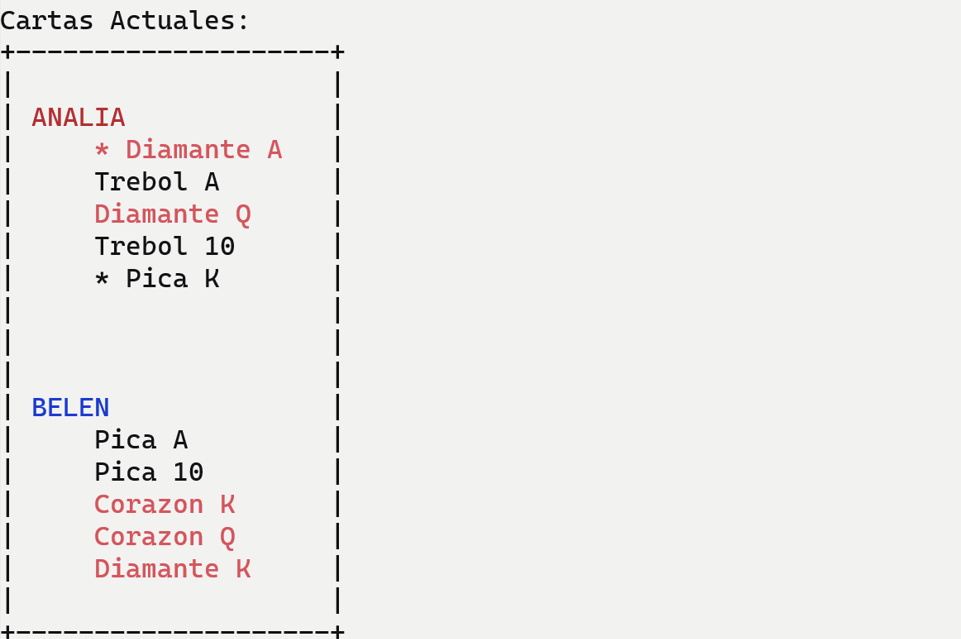 Cartas Actuales:
+--------------------+
|                    |
| ANALIA             |
|     * Diamante A   |
|     Trebol A       |
|     Diamante Q     |
|     Trebol 10      |
|     * Pica K       |
|                    |
|                    |
|                    |
| BELEN              |
|     Pica A         |
|     Pica 10        |
|     Corazon K      |
|     Corazon Q      |
|     Diamante K     |
|                    |
+--------------------+